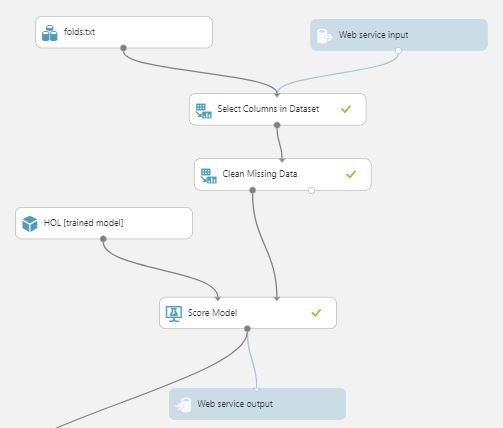 folds.txt
Web service input
Select Columns in Dataset
Clean Missing Data
HOL [trained model]
Score Model
Web service output